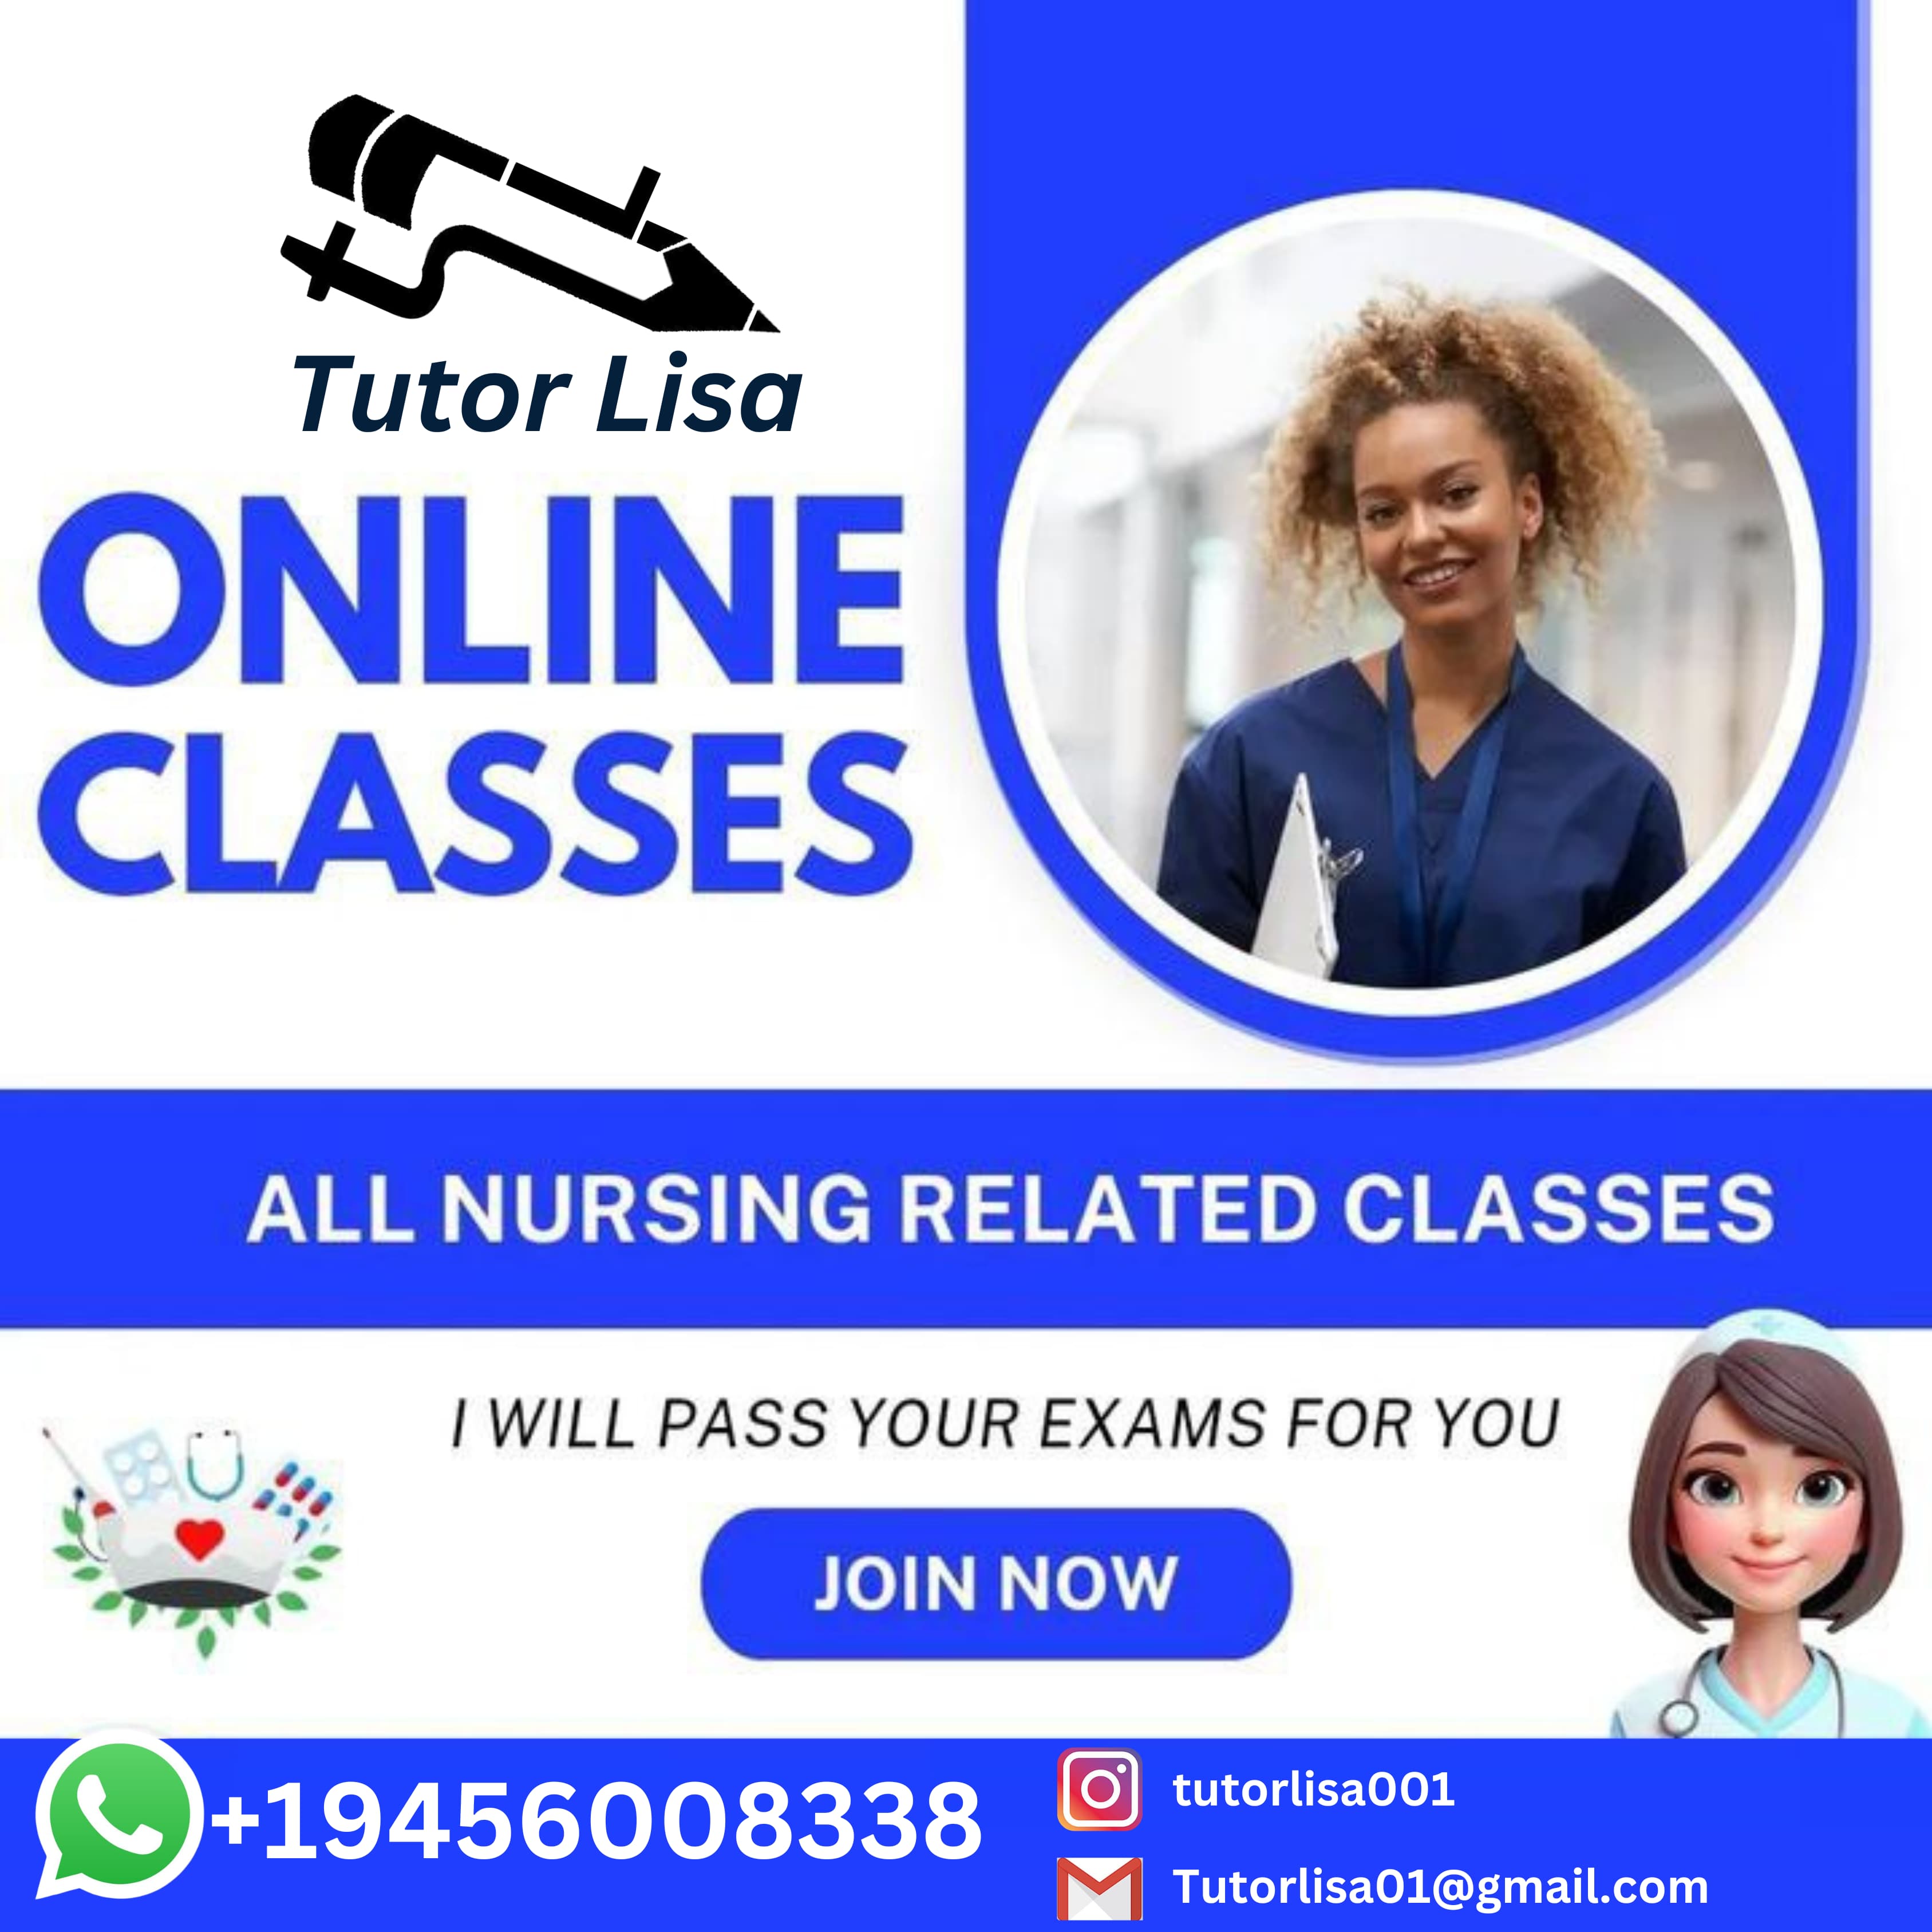 Tutor Lisa
ONLINE
CLASSES
ALL NURSING RELATED CLASSES
I WILL PASS YOUR EXAMS FOR YOU
JOIN NOW
+19456008338
tutorlisa001
Tutorlisa01@gmail.com